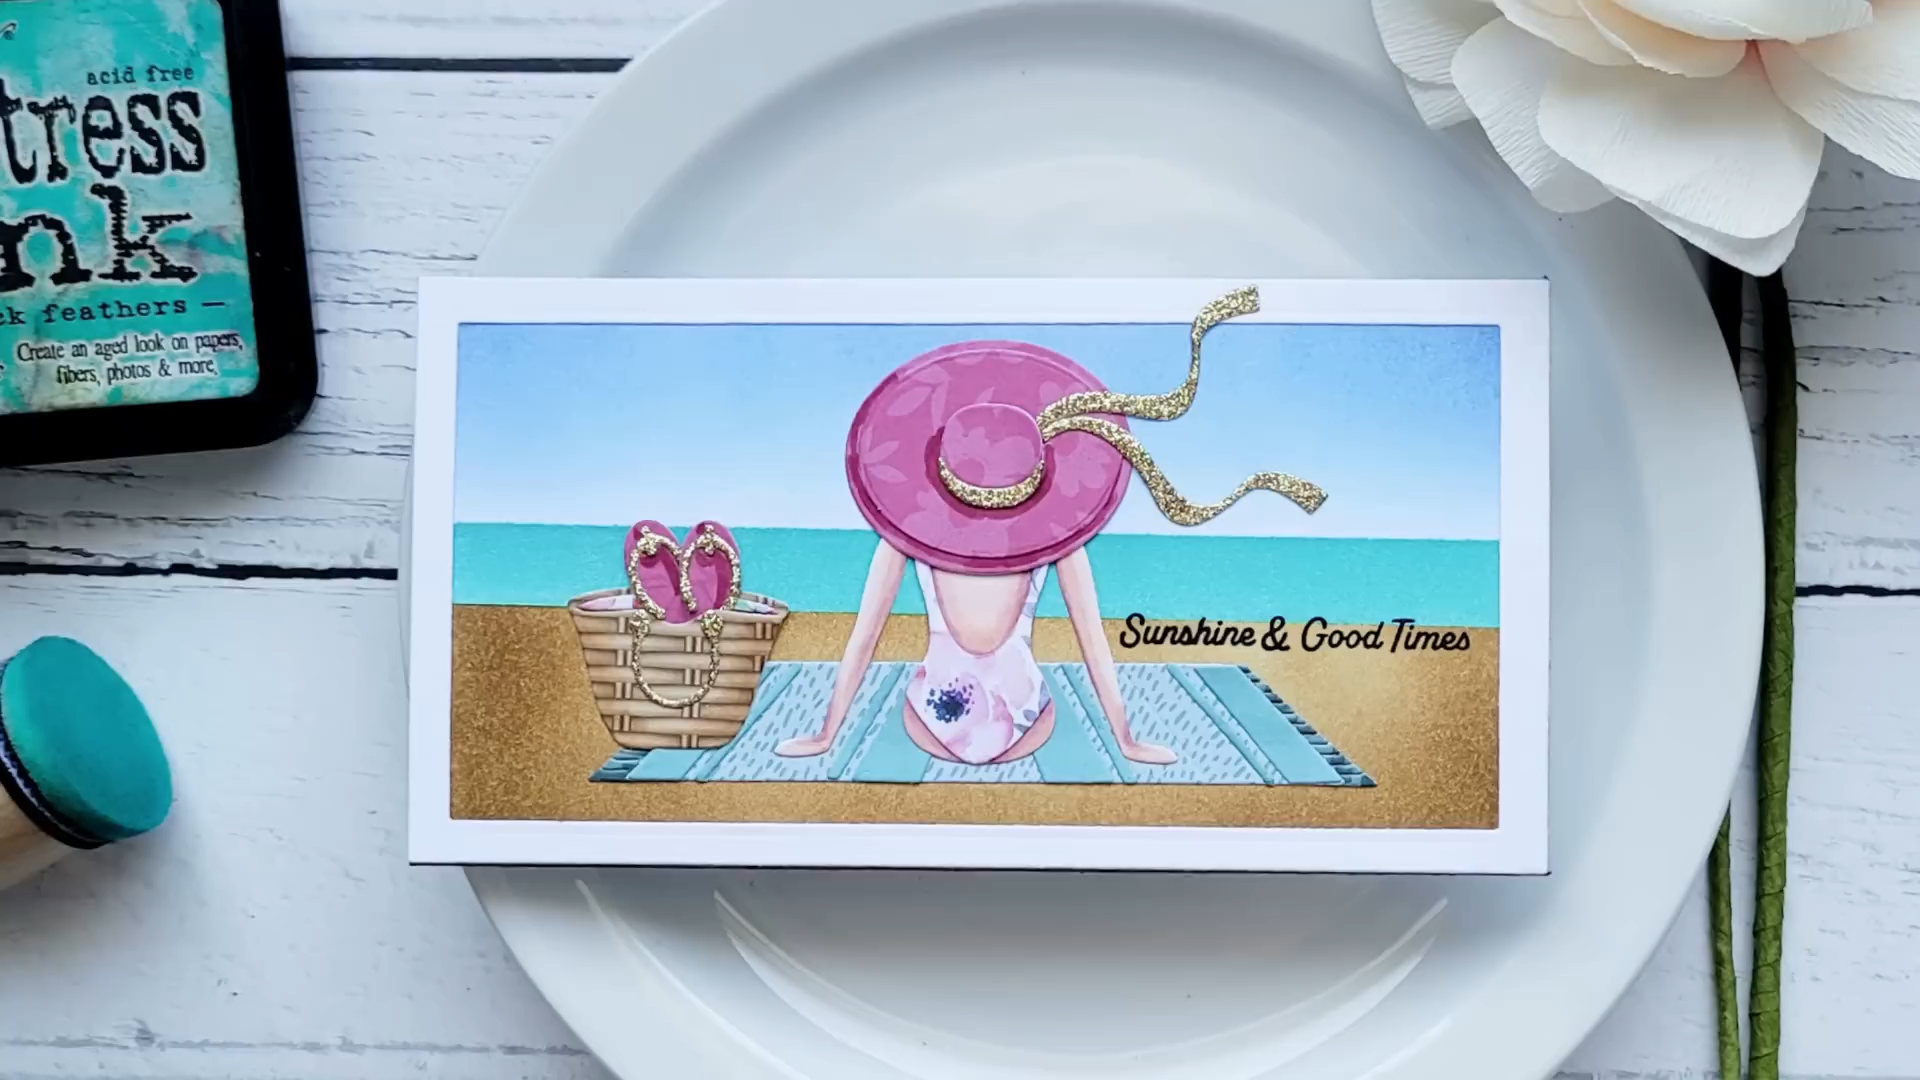 acid free
tress
nk
ck feathers —
Create an aged look on papers,
fibers, photos & more.
Sunshine & Good Times